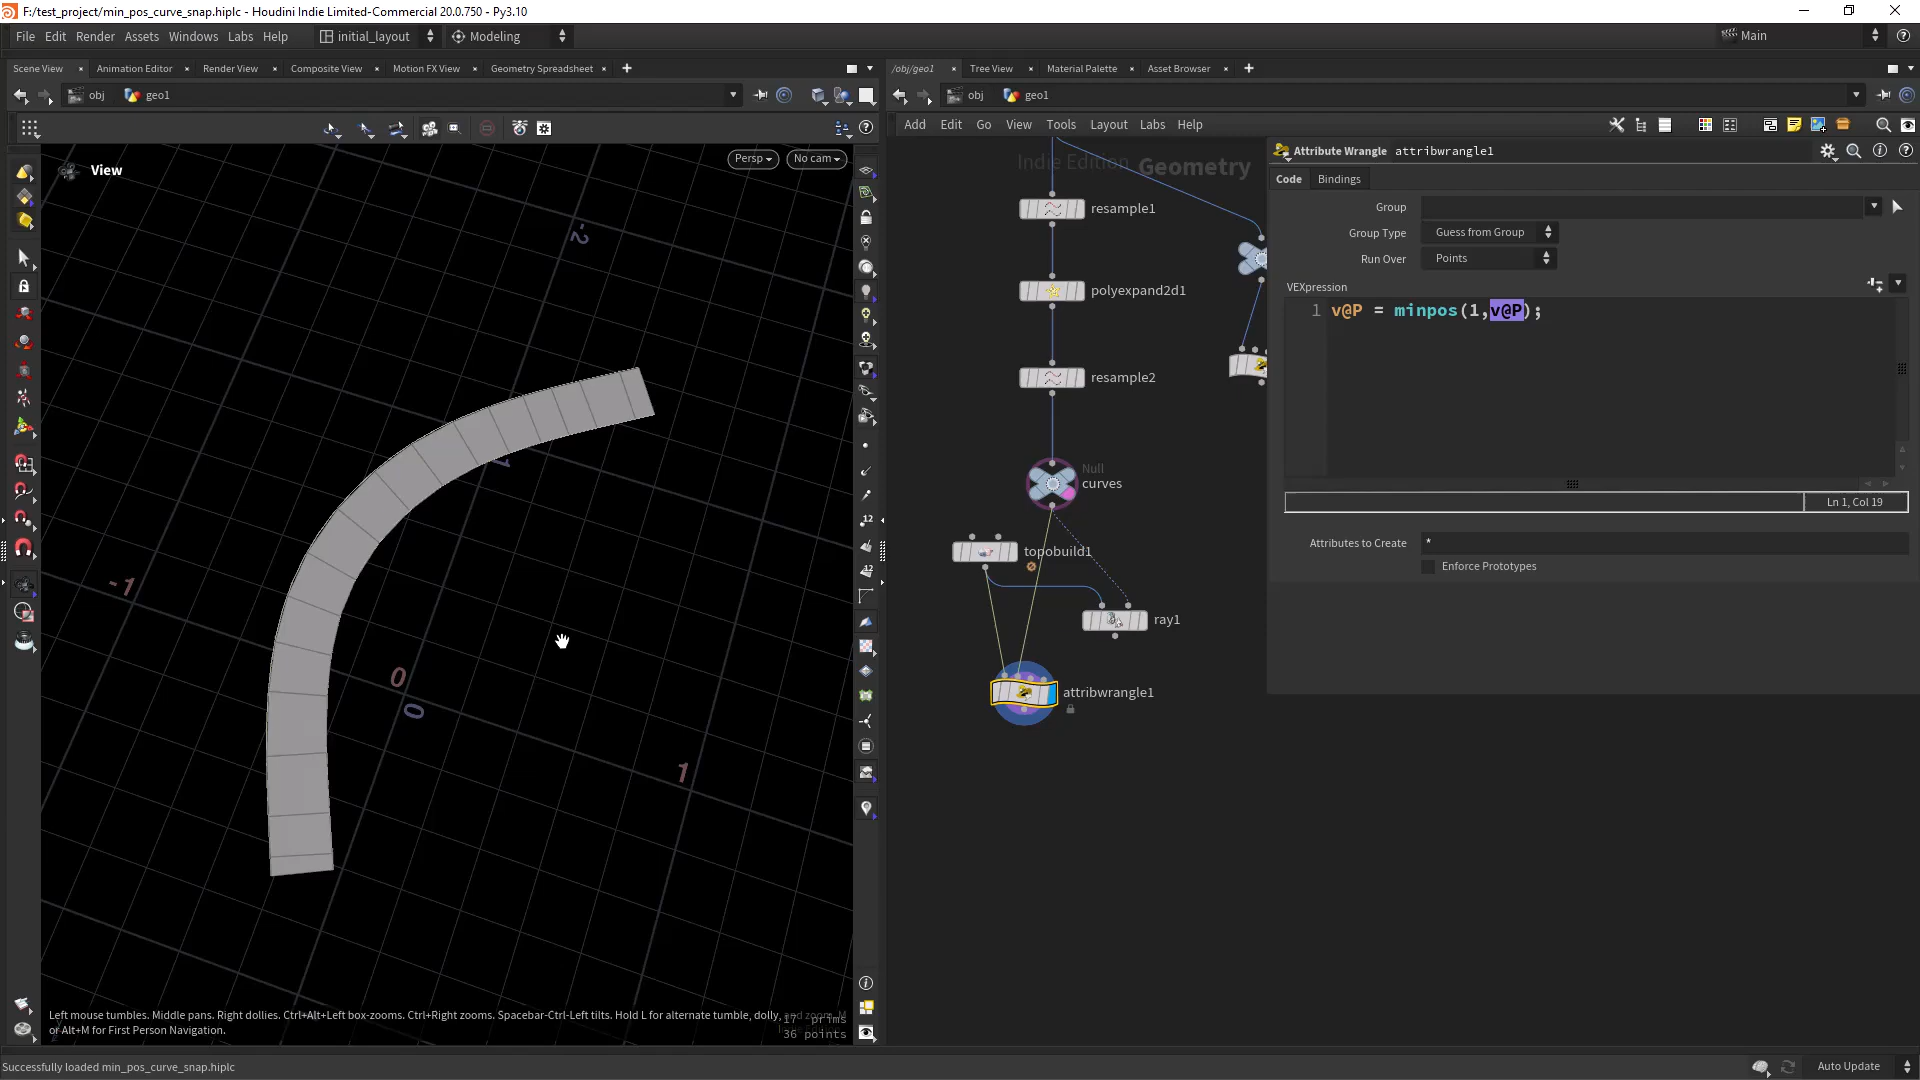 F:/test_project/min_pos_curve_snap.hiplc - Houdini Indie Limited-Commercial 20.0.750 - Py3.10
File Edit Render Assets Windows Labs Help initial_layout Modeling Main
Scene View Animation Editor Render View Composite View Motion FX View Geometry Spreadsheet
/obj/geo1 Tree View Material Palette Asset Browser
obj geo1
obj geo1
Add Edit Go View Tools Layout Labs Help
View
Persp No cam
Indie Edition Geometry
Attribute Wrangle attribwrangle1
Code Bindings
Group
Group Type Guess from Group
Run Over Points
VEXpression
1 v@P = minpos(1,v@P);
Ln 1, Col 19
Attributes to Create *
Enforce Prototypes
resample1
polyexpand2d1
resample2
Null
curves
topobuild1
ray1
attribwrangle1
-2
-1
0
0
1
12
12
Left mouse tumbles. Middle pans. Right dollies. Ctrl+Alt+Left box-zooms. Ctrl+Right zooms. Spacebar-Ctrl-Left tilts. Hold L for alternate tumble, dolly, and zoom. M
or Alt+M for First Person Navigation.
17 prims
36 points
Successfully loaded min_pos_curve_snap.hiplc
Auto Update